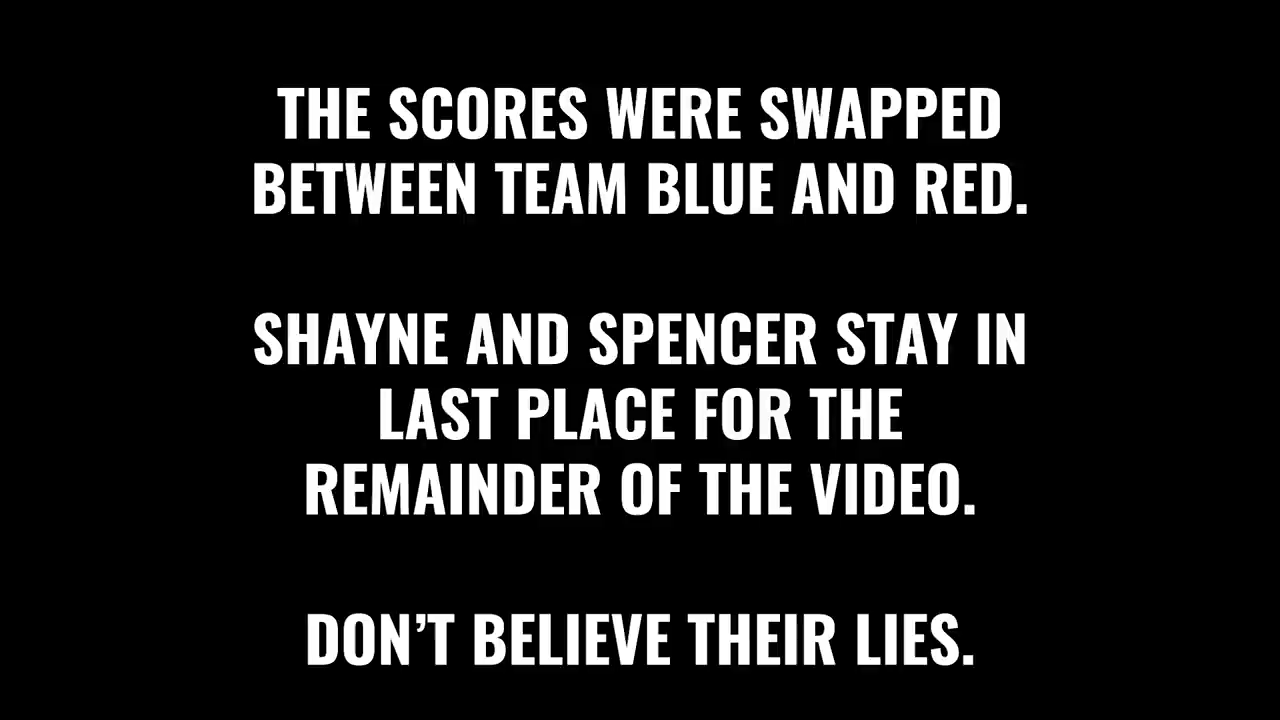 THE SCORES WERE SWAPPED
BETWEEN TEAM BLUE AND RED.
SHAYNE AND SPENCER STAY IN
LAST PLACE FOR THE
REMAINDER OF THE VIDEO.
DON’T BELIEVE THEIR LIES.